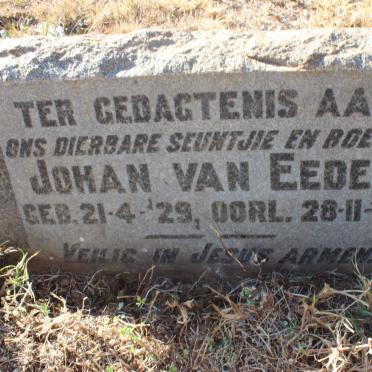 TER GEDAGTENIS AA
ONS DIERBARE SEUNTJIE EN BOE
JOHAN VAN EEDE
GEB. 21-4-'29, OORL. 28-11-
VEILIG IN JESUS ARMEN